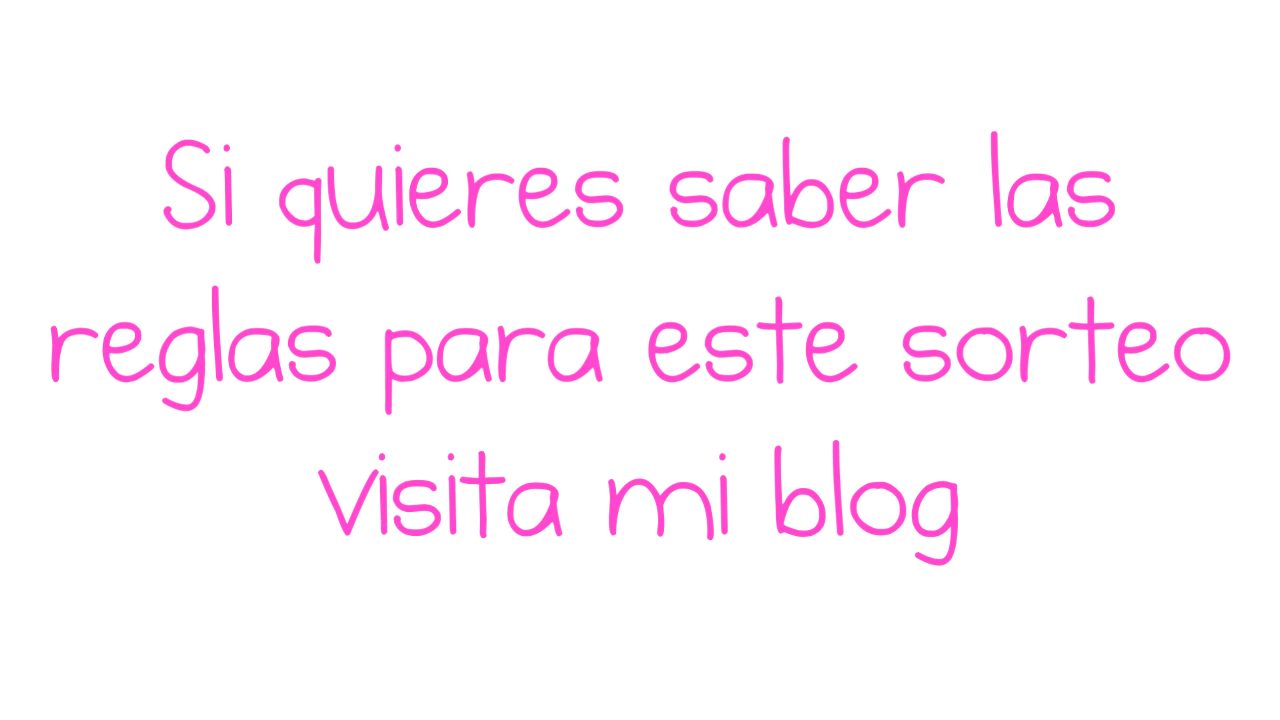 Si quieres saber las
reglas para este sorteo
visita mi blog